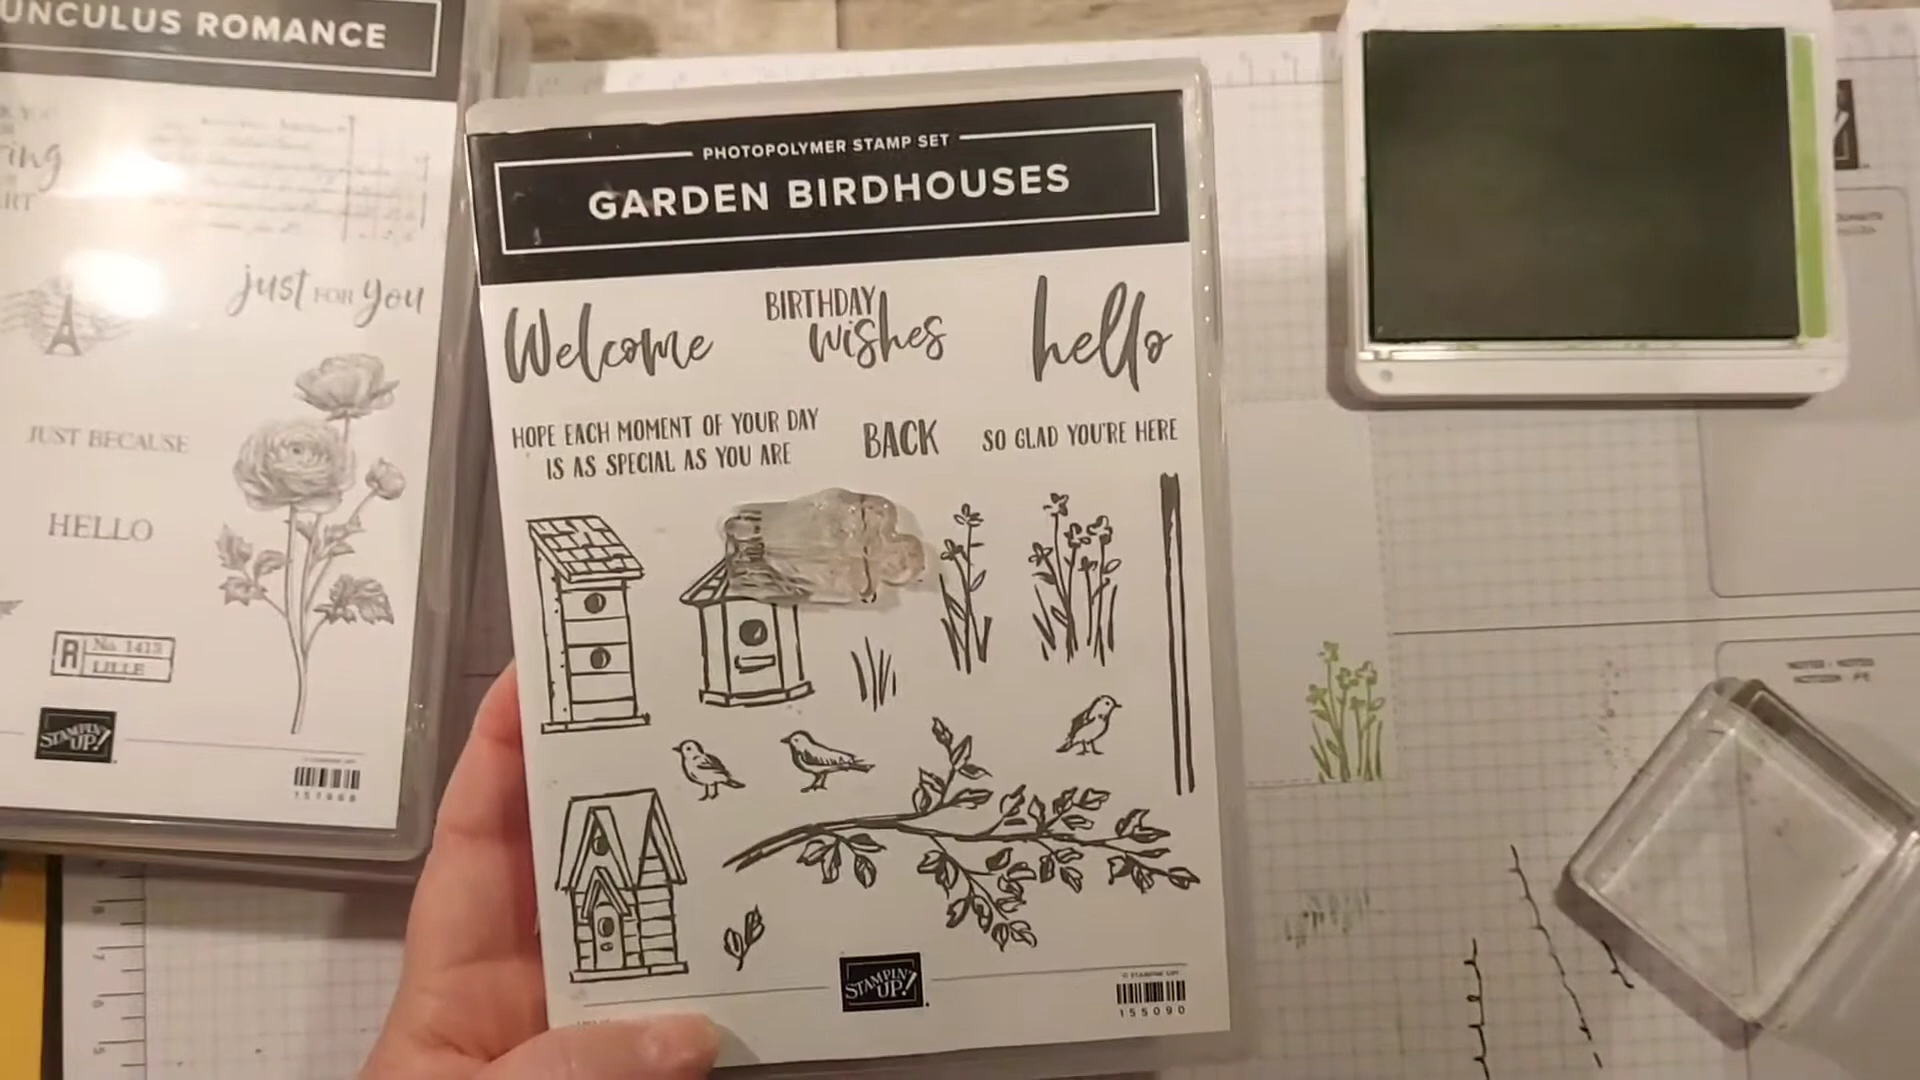 UNCULUS ROMANCE
just FOR you
JUST BECAUSE
HELLO
R No. 1413
LILLE
STAMPIN' UP!
PHOTOPOLYMER STAMP SET
GARDEN BIRDHOUSES
Welcome
BIRTHDAY
wishes
hello
HOPE EACH MOMENT OF YOUR DAY
IS AS SPECIAL AS YOU ARE
BACK
SO GLAD YOU'RE HERE
STAMPIN' UP!
© STAMPIN' UP!
155090